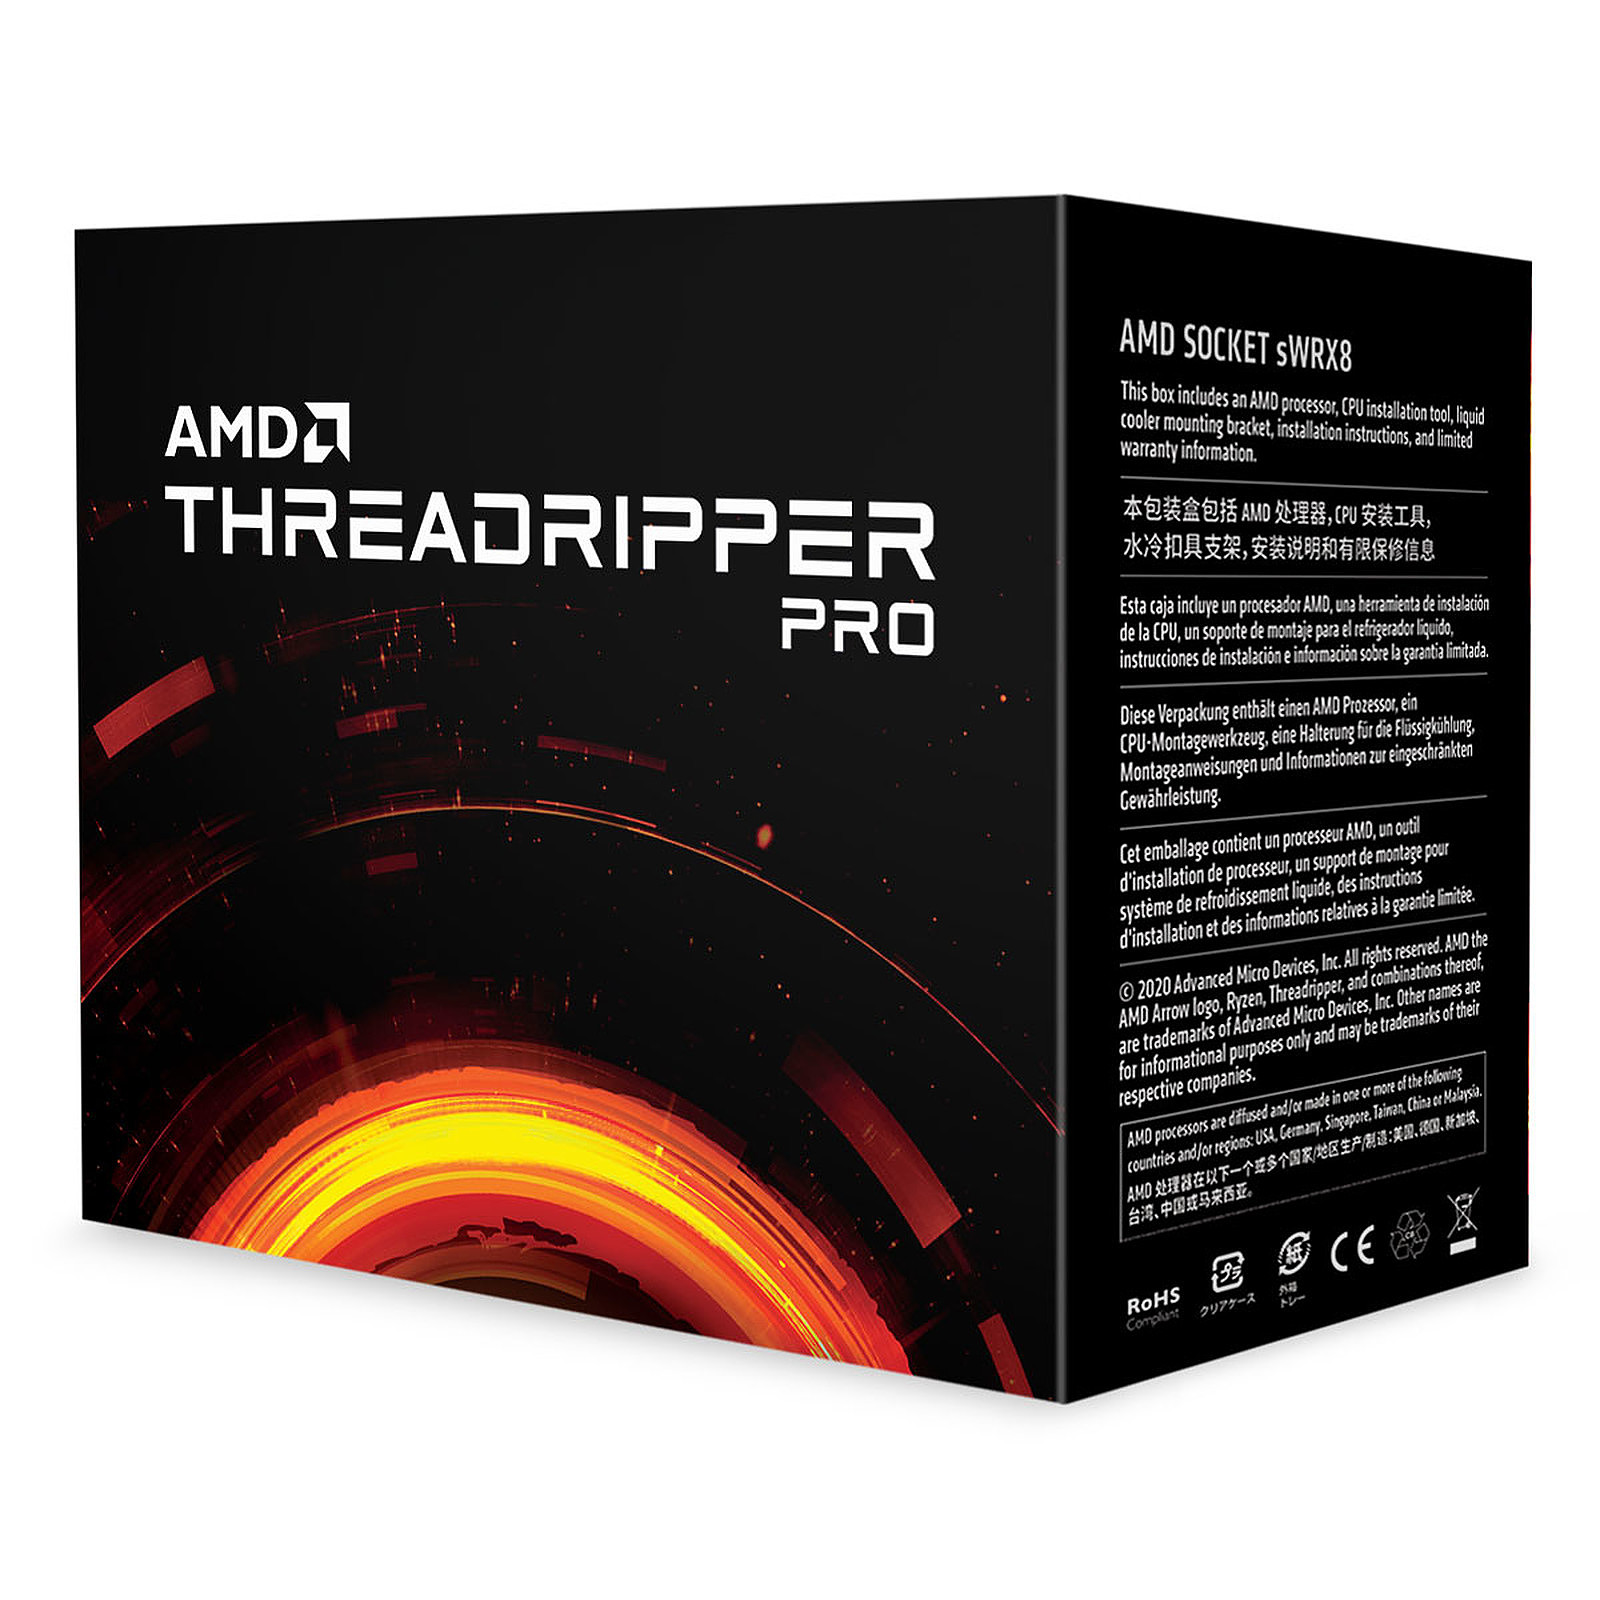 AMD
THREADRIPPER
PRO
AMD SOCKET sWRX8
This box includes an AMD processor, CPU installation tool, liquid
cooler mounting bracket, installation instructions, and limited
warranty information.
本包装盒包括 AMD 处理器，CPU 安装工具，
水冷扣具支架，安装说明和有限保修信息
Esta caja incluye un procesador AMD, una herramienta de instalación
de la CPU, un soporte de montaje para el refrigerador líquido,
instrucciones de instalación e información sobre la garantía limitada.
Diese Verpackung enthält einen AMD Prozessor, ein
CPU-Montagewerkzeug, eine Halterung für die Flüssigkühlung,
Montageanweisungen und Informationen zur eingeschränkten
Gewährleistung.
Cet emballage contient un processeur AMD, un outil
d'installation de processeur, un support de montage pour
système de refroidissement liquide, des instructions
d'installation et des informations relatives à la garantie limitée.
© 2020 Advanced Micro Devices, Inc. All rights reserved. AMD the
AMD Arrow logo, Ryzen, Threadripper, and combinations thereof,
are trademarks of Advanced Micro Devices, Inc. Other names are
for informational purposes only and may be trademarks of their
respective companies.
AMD processors are diffused and/or made in one or more of the following
countries and/or regions: USA, Germany, Singapore, Taiwan, China or Malaysia.
AMD 处理器在以下一个或多个国家/地区生产/制造：美国、德国、新加坡、
台湾、中国或马来西亚。
RoHS
Compliant
プラ
クリアケース
紙
外箱
トレー
CE